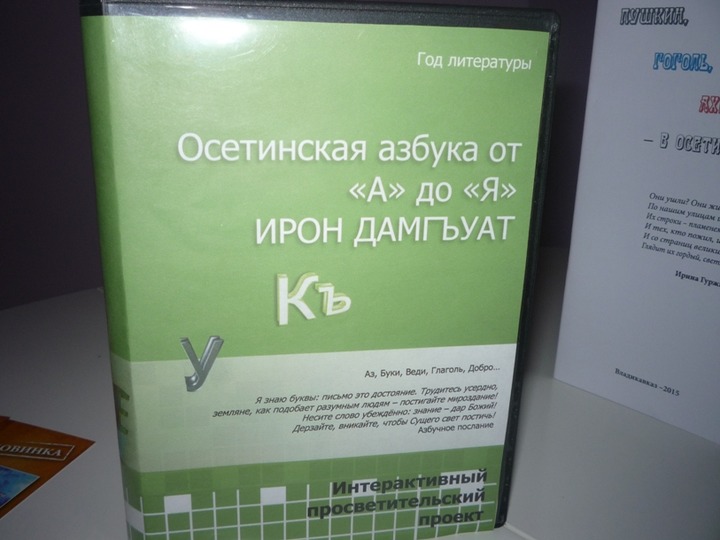 Год литературы
Осетинская азбука от
«А» до «Я»
ИРОН ДАМГЪУАТ
Къ
У
Аз, Буки, Веди, Глаголь, Добро...
Я знаю буквы: письмо это достояние. Трудитесь усердно,
земляне, как подобает разумным людям – постигайте мироздание!
Несите слово убеждённо: знание – дар Божий!
Дерзайте, вникайте, чтобы Сущего свет постичь!
Азбучное послание
Интерактивный
просветительский
проект
НОВИНКА
ПУШКИН,
ГОГОЛЬ,
– В ОСЕТИ
Они ушли? Они жи
По нашим улицам
Их строки – пламене
И тех, кто пожил, и
И со страниц велики
Глядит их гордый, свет
Ирина Гурж
Владикавказ –2015